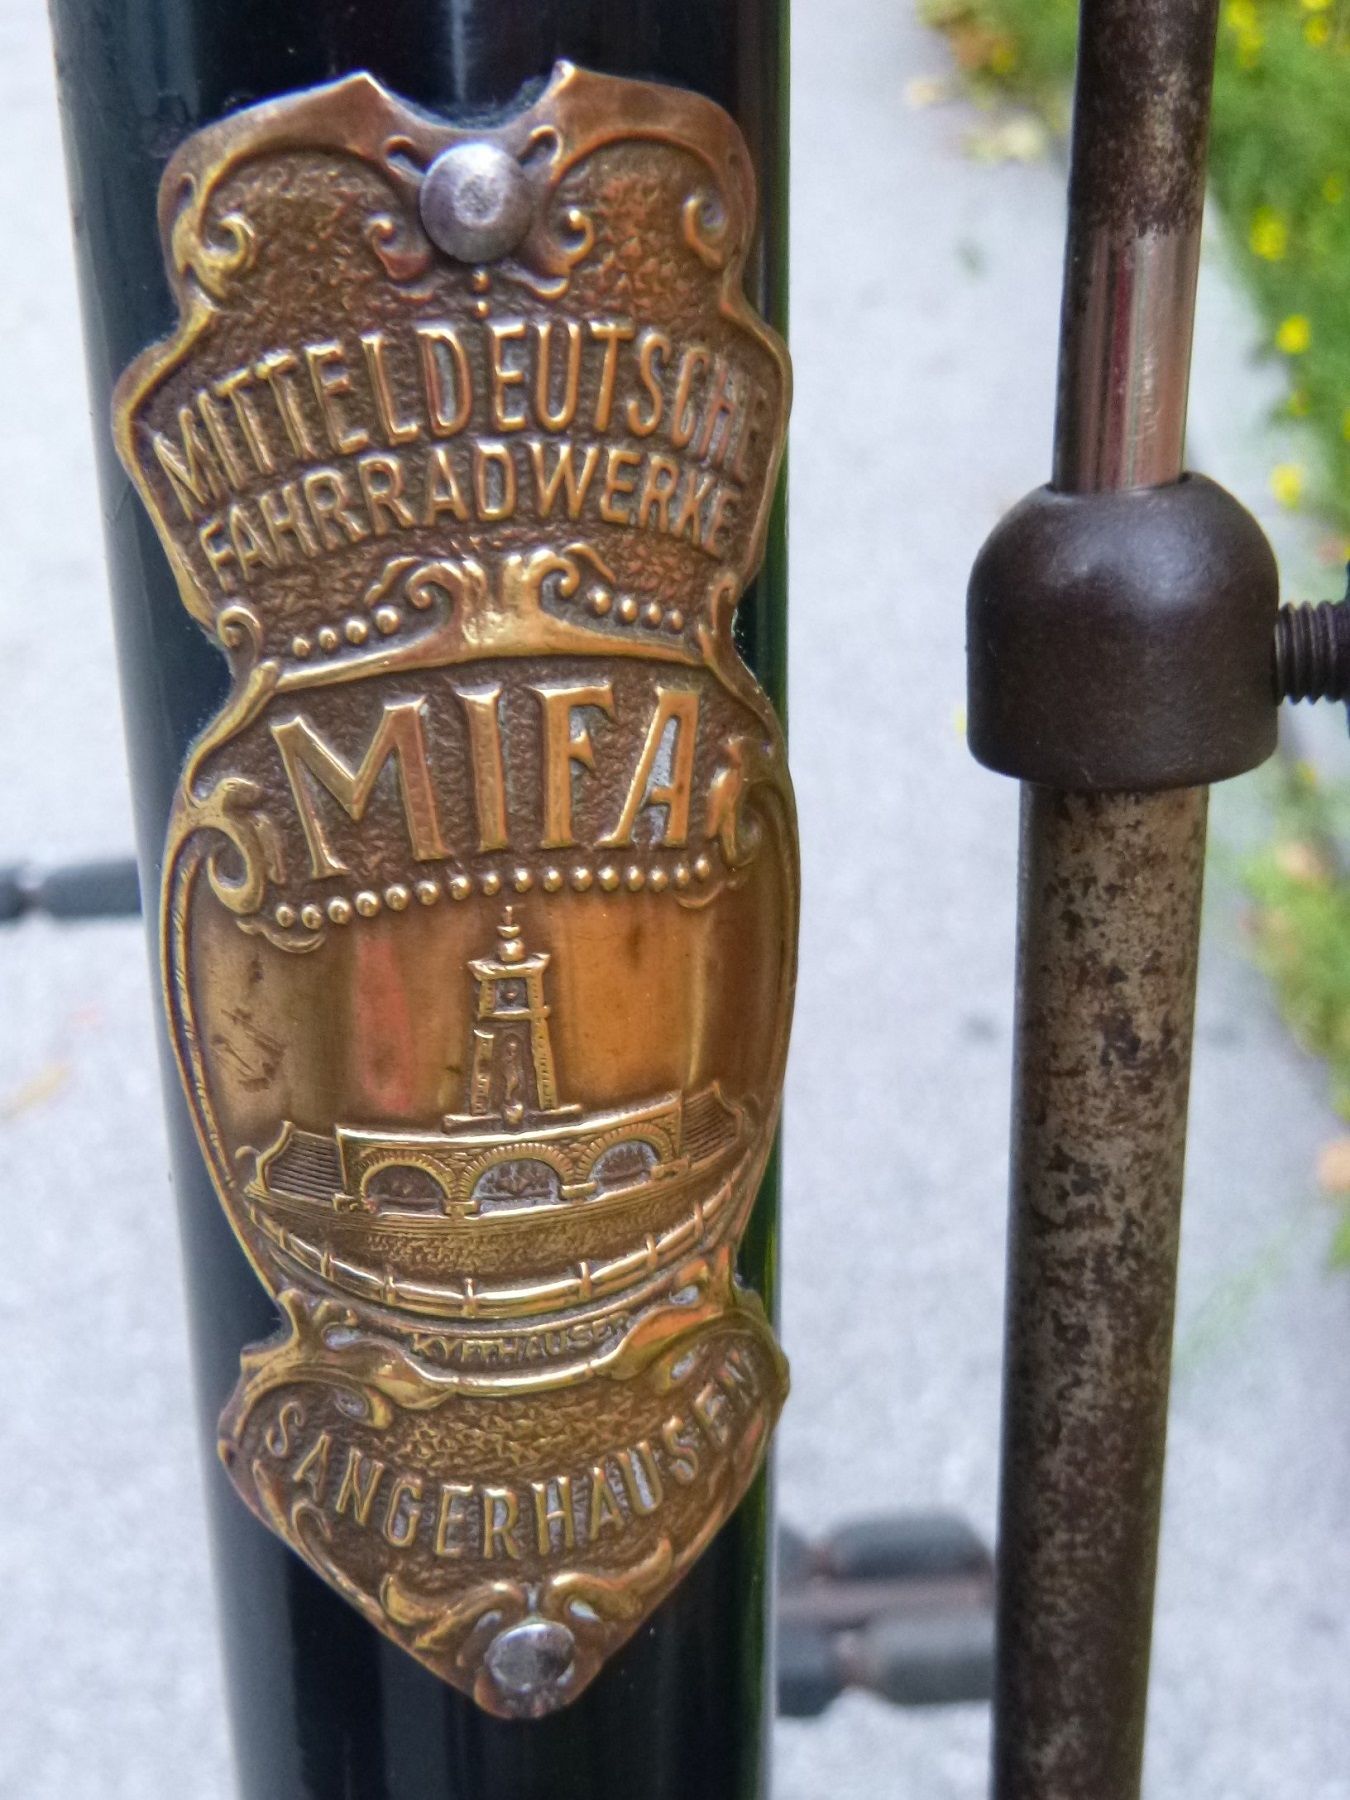 MITTELDEUTSCHE
FAHRRADWERKE
MIFA
KYFFHÄUSER
SANGERHAUSEN